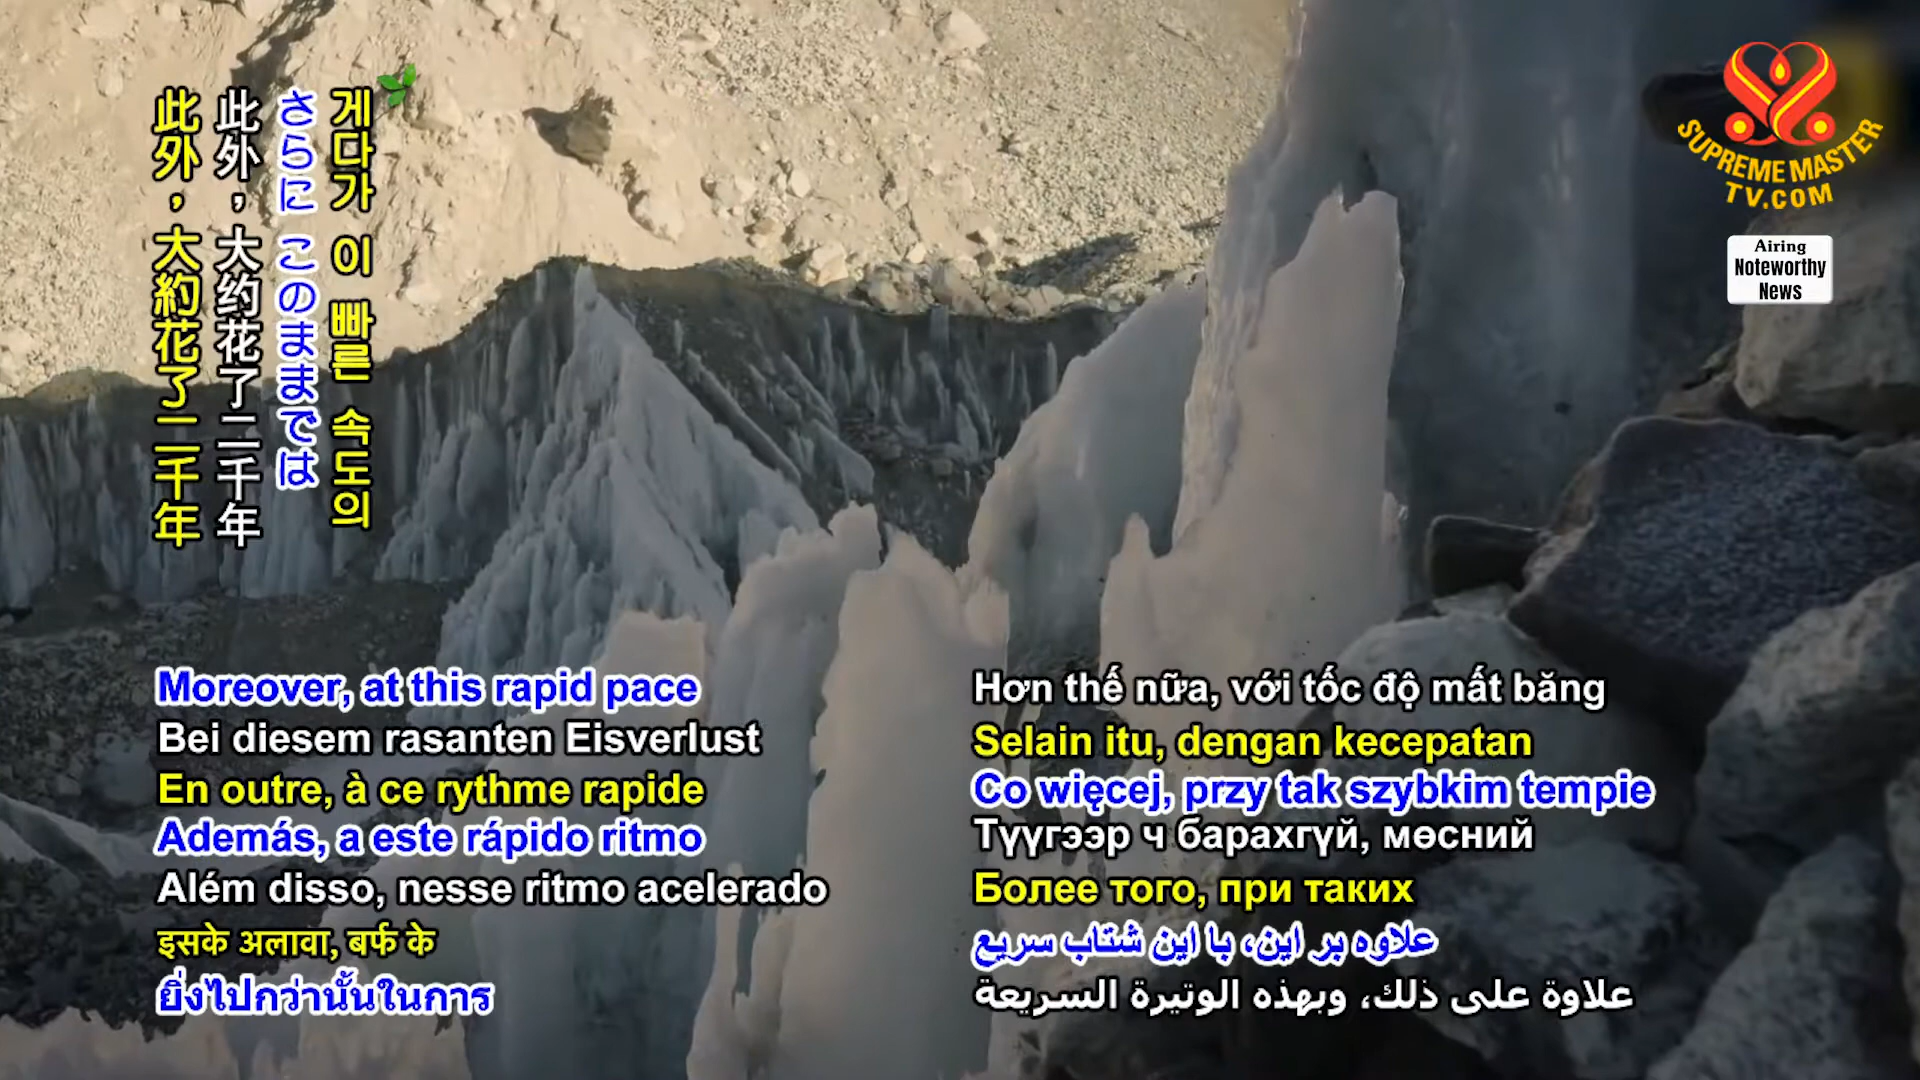 此外，大約花了二千年
此外，大约花了二千年
さらに このままでは
게다가 이 빠른 속도의
SUPREME MASTER
TV.COM
Airing
Noteworthy
News
Moreover, at this rapid pace
Bei diesem rasanten Eisverlust
En outre, à ce rythme rapide
Además, a este rápido ritmo
Além disso, nesse ritmo acelerado
इसके अलावा, बर्फ के
ยิ่งไปกว่านั้นในการ
Hơn thế nữa, với tốc độ mất băng
Selain itu, dengan kecepatan
Co więcej, przy tak szybkim tempie
Түүгээр ч барахгүй, мөсний
Более того, при таких
علاوه بر این، با این شتاب سریع
علاوة على ذلك، وبهذه الوتيرة السريعة